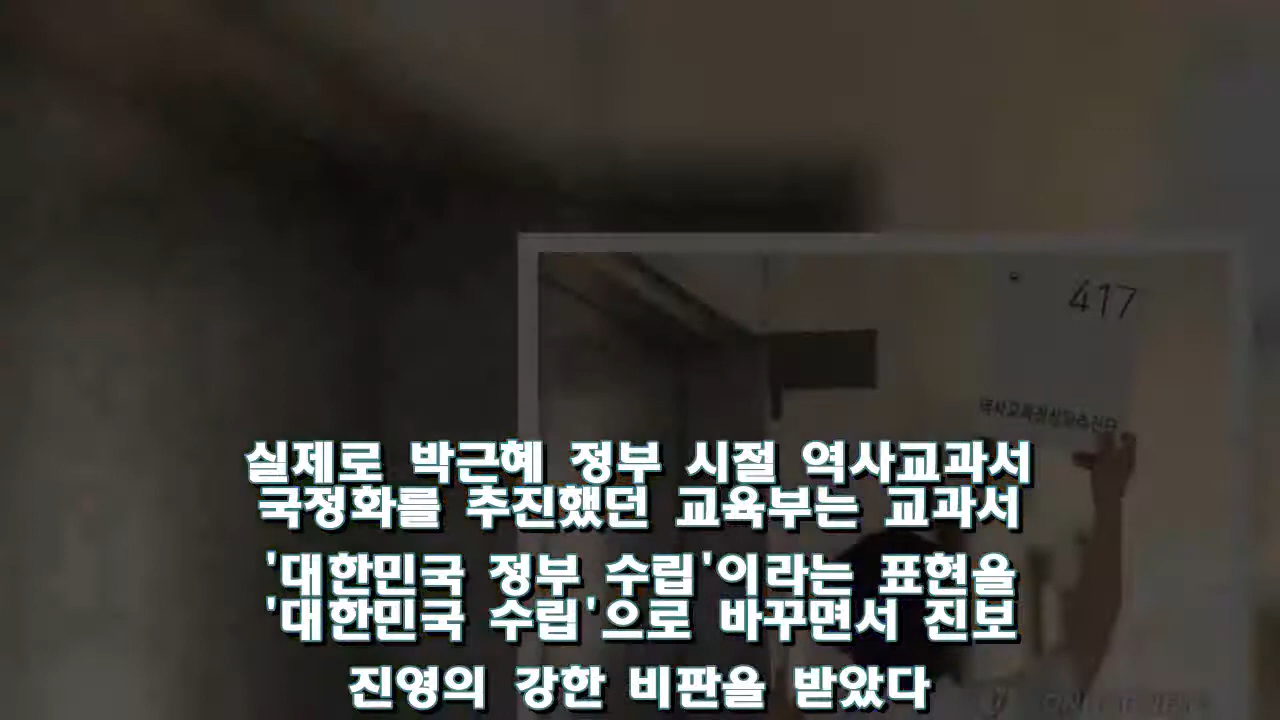 417
실제로 박근혜 정부 시절 역사교과서
국정화를 추진했던 교육부는 교과서
'대한민국 정부 수립'이라는 표현을
'대한민국 수립'으로 바꾸면서 진보
진영의 강한 비판을 받았다